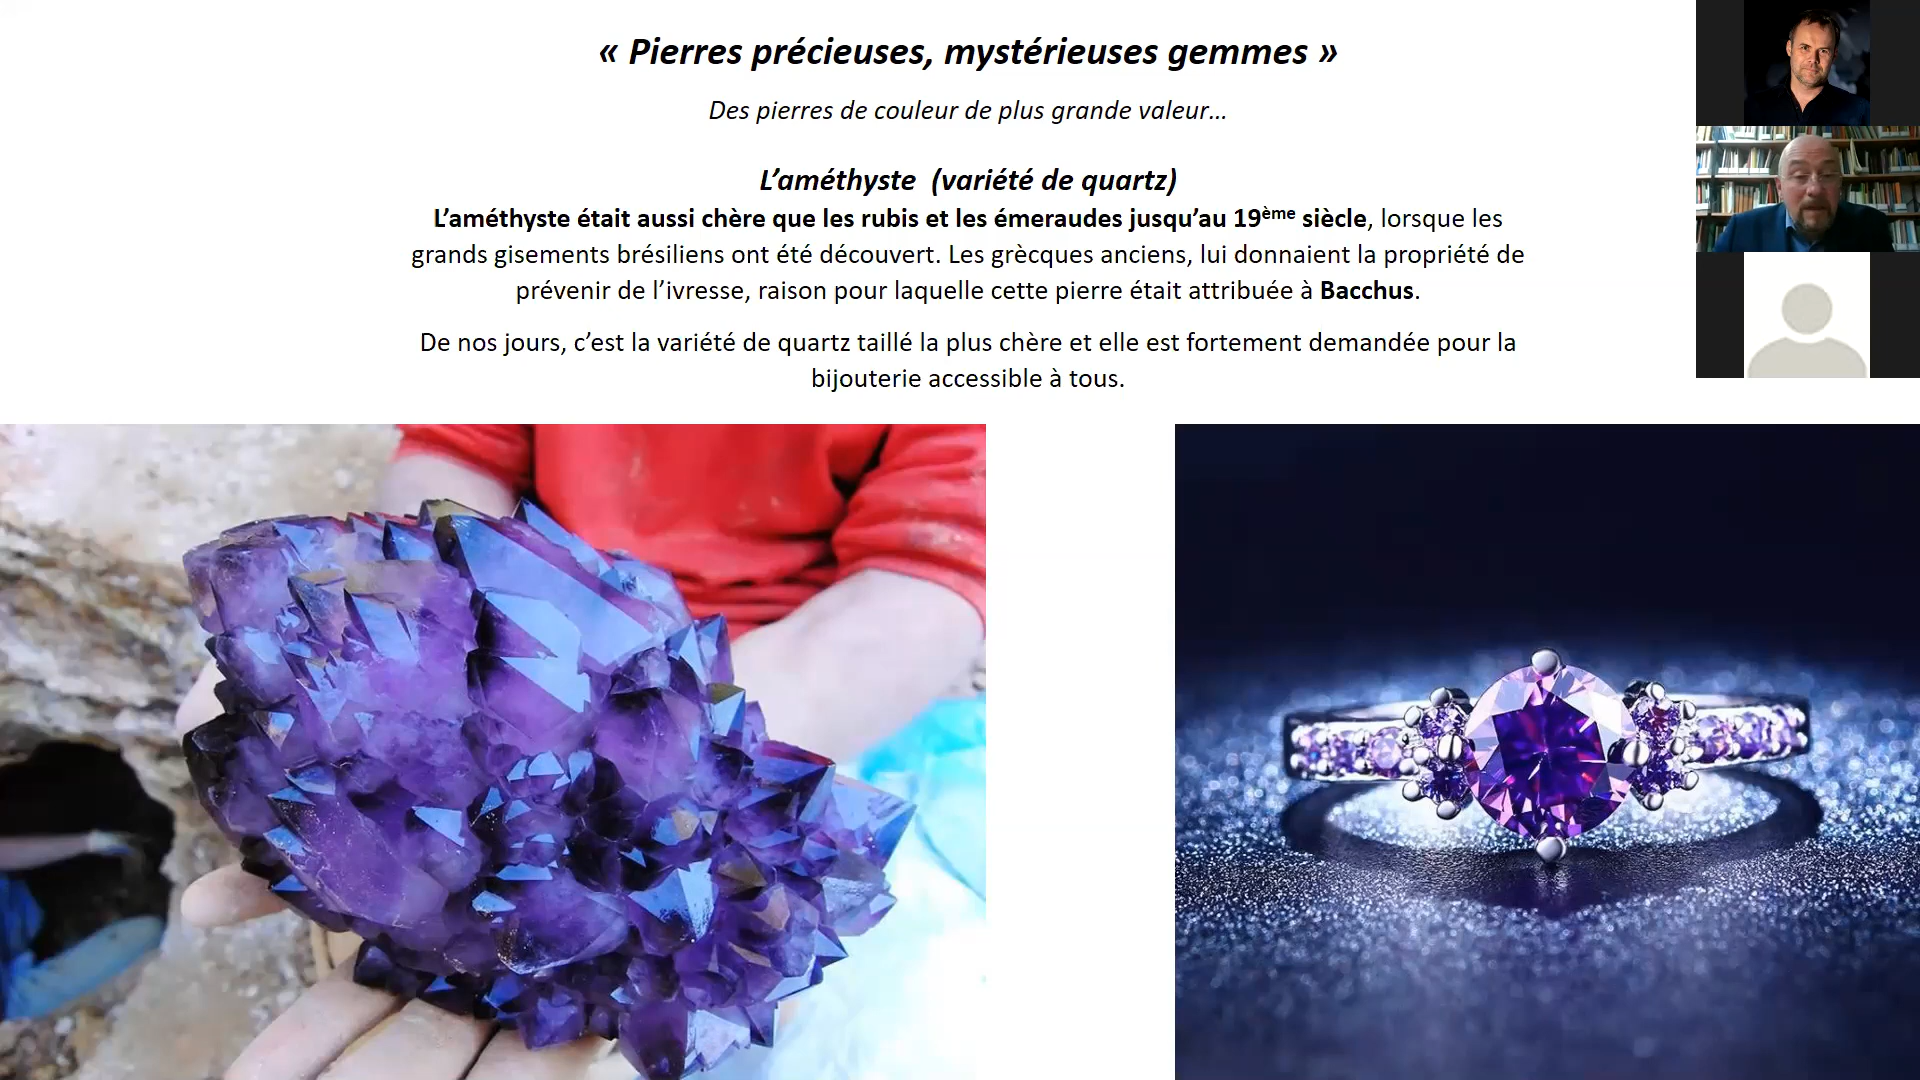 « Pierres précieuses, mystérieuses gemmes »
Des pierres de couleur de plus grande valeur…
L’améthyste (variété de quartz)
L’améthyste était aussi chère que les rubis et les émeraudes jusqu’au 19ème siècle, lorsque les
grands gisements brésiliens ont été découvert. Les grècques anciens, lui donnaient la propriété de
prévenir de l’ivresse, raison pour laquelle cette pierre était attribuée à Bacchus.
De nos jours, c’est la variété de quartz taillé la plus chère et elle est fortement demandée pour la
bijouterie accessible à tous.